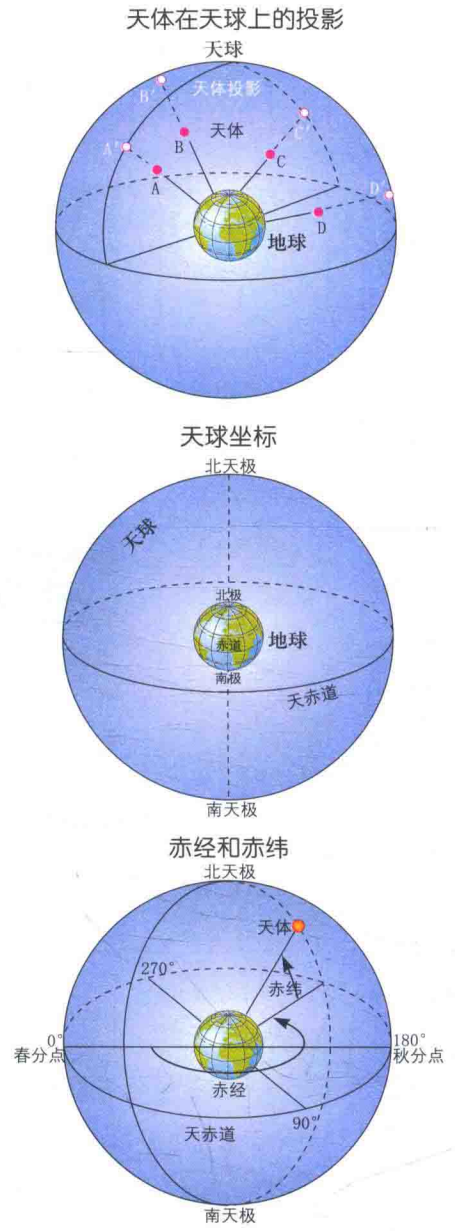 天体在天球上的投影
天球
B′
天体投影
天体
C′
A′
B
C
A
D′
D
地球
天球坐标
北天极
天球
北极
赤道
地球
南极
天赤道
南天极
赤经和赤纬
北天极
天体
270°
赤纬
0°
春分点
180°
秋分点
赤经
天赤道
90°
南天极